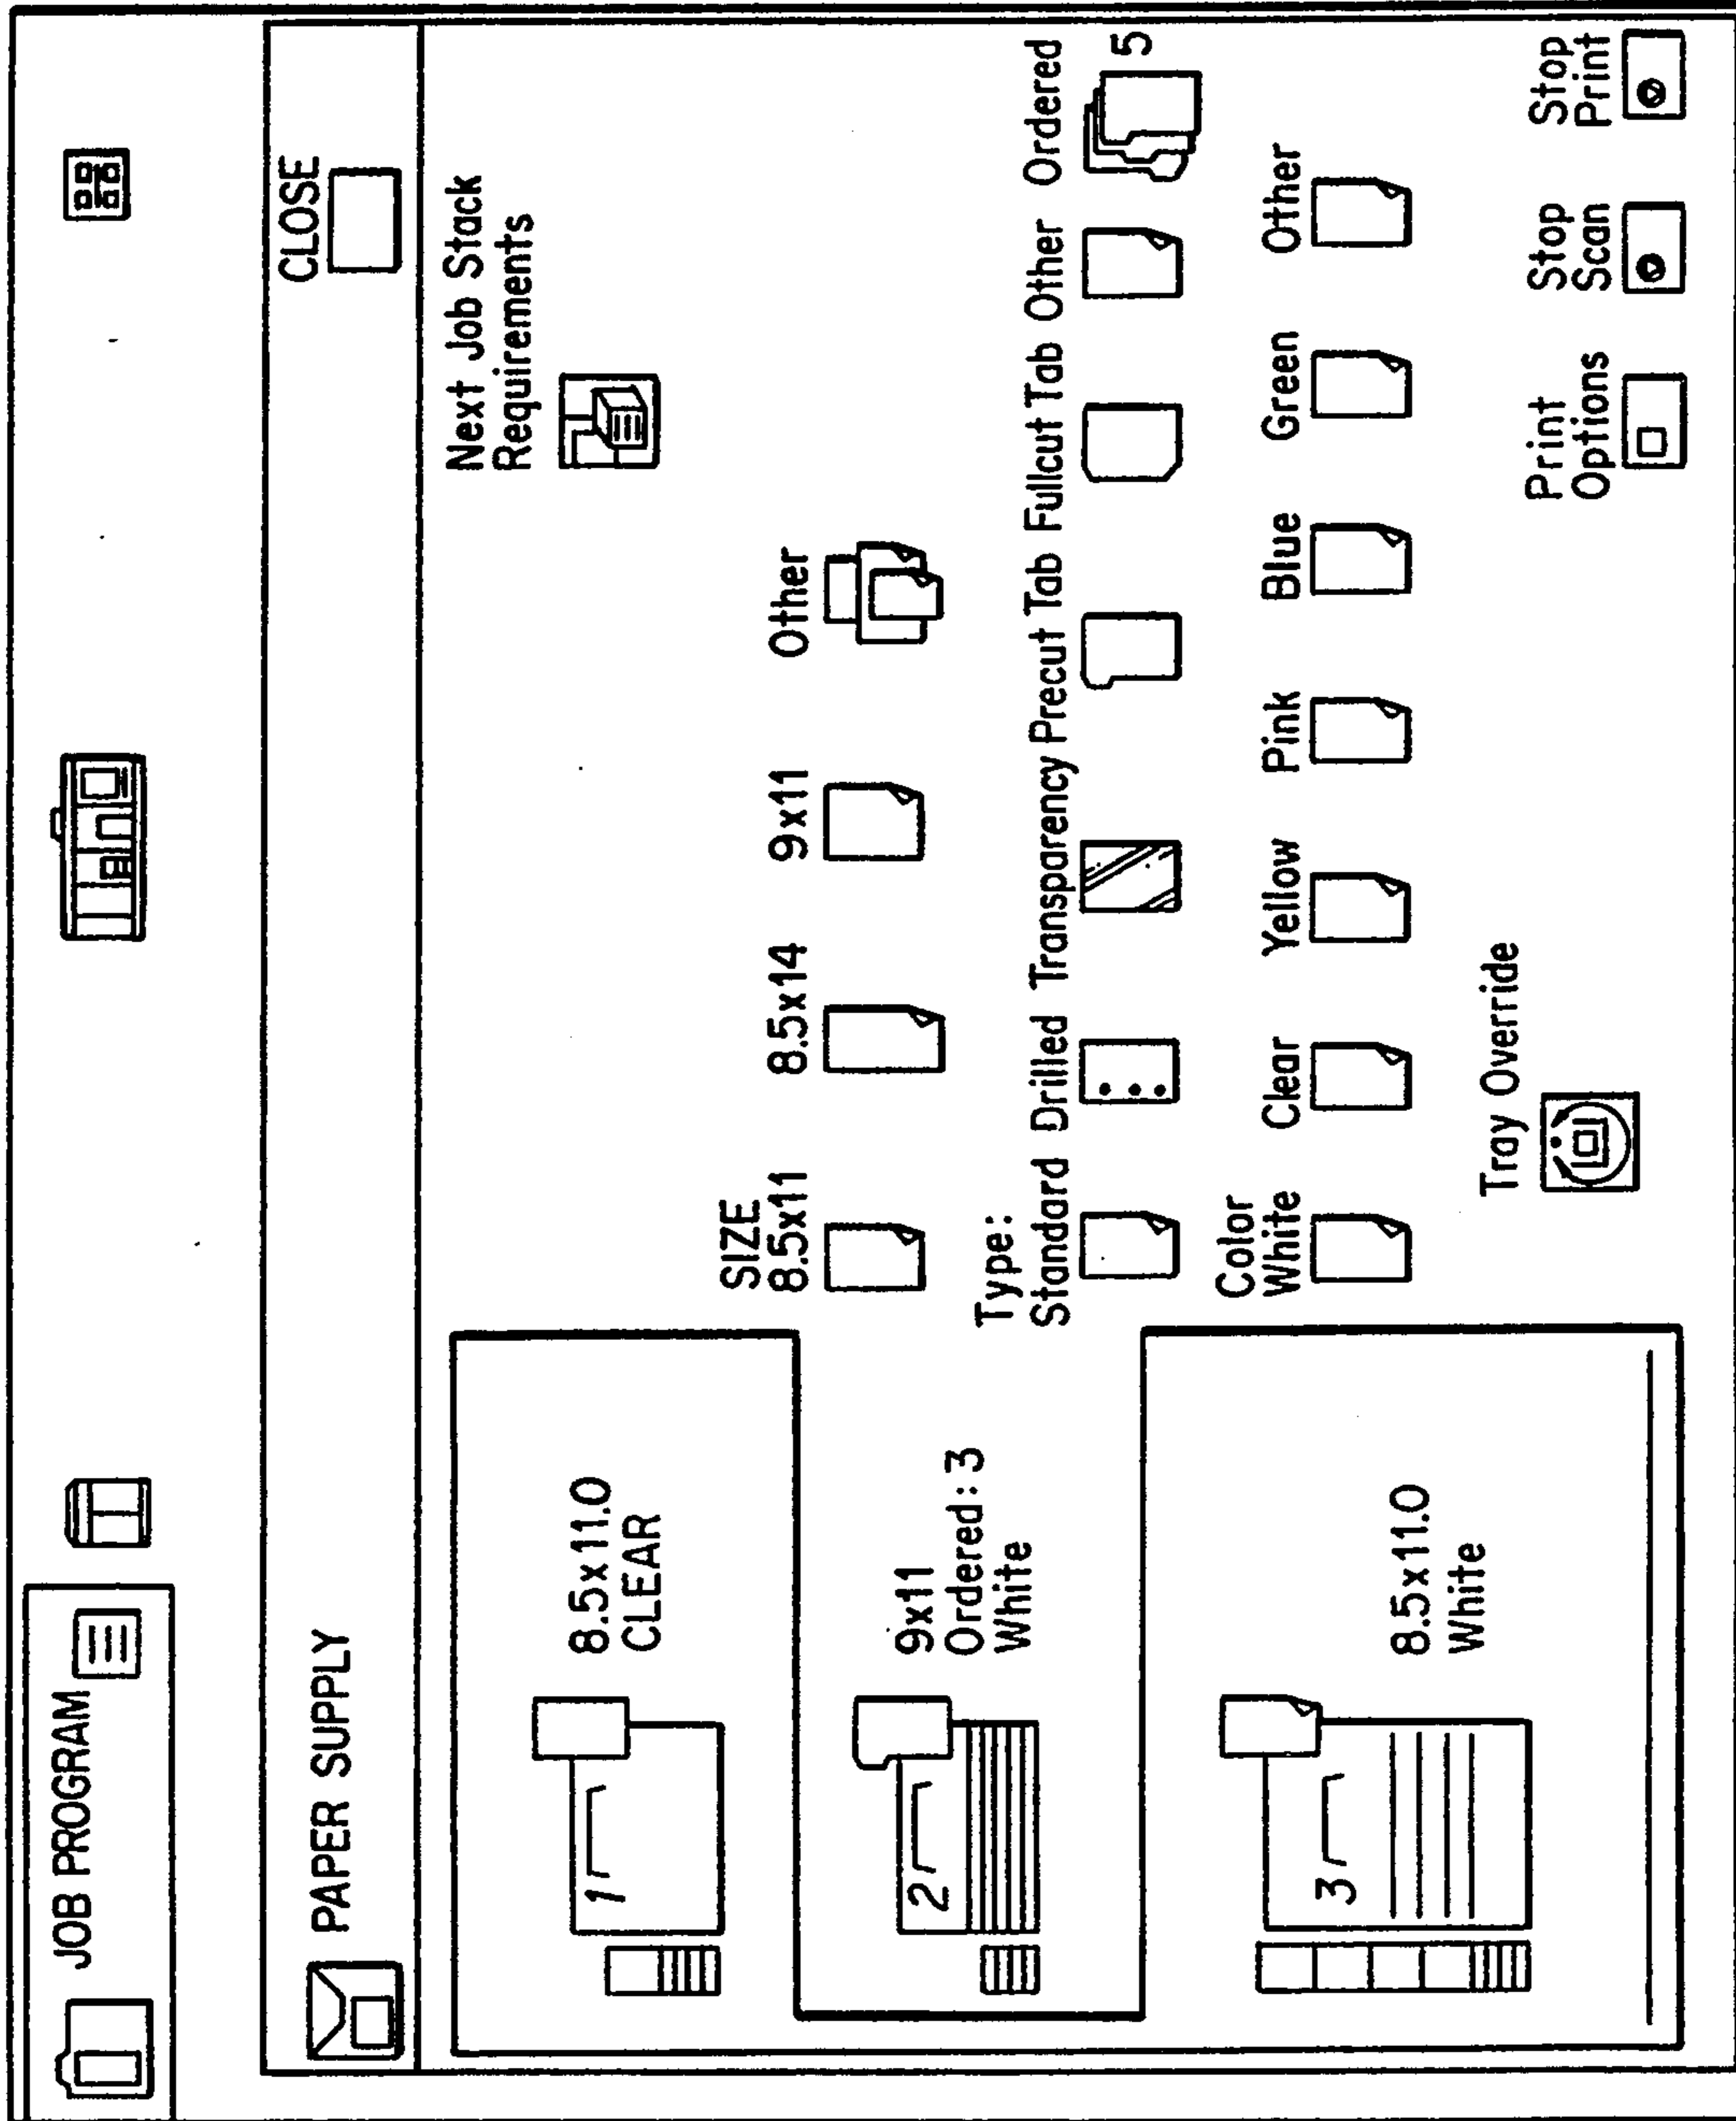 JOB PROGRAM
PAPER SUPPLY
CLOSE
1
8.5x11.0
CLEAR
2
9x11
Ordered: 3
White
3
8.5x11.0
White
Next Job Stack
Requirements
SIZE
8.5x11
8.5x14
9x11
Other
Type:
Standard Drilled Transparency Precut Tab Fullcut Tab Other Ordered
5
Color
White Clear Yellow Pink Blue Green Other
Tray Override
Print
Options
Stop
Scan
Stop
Print